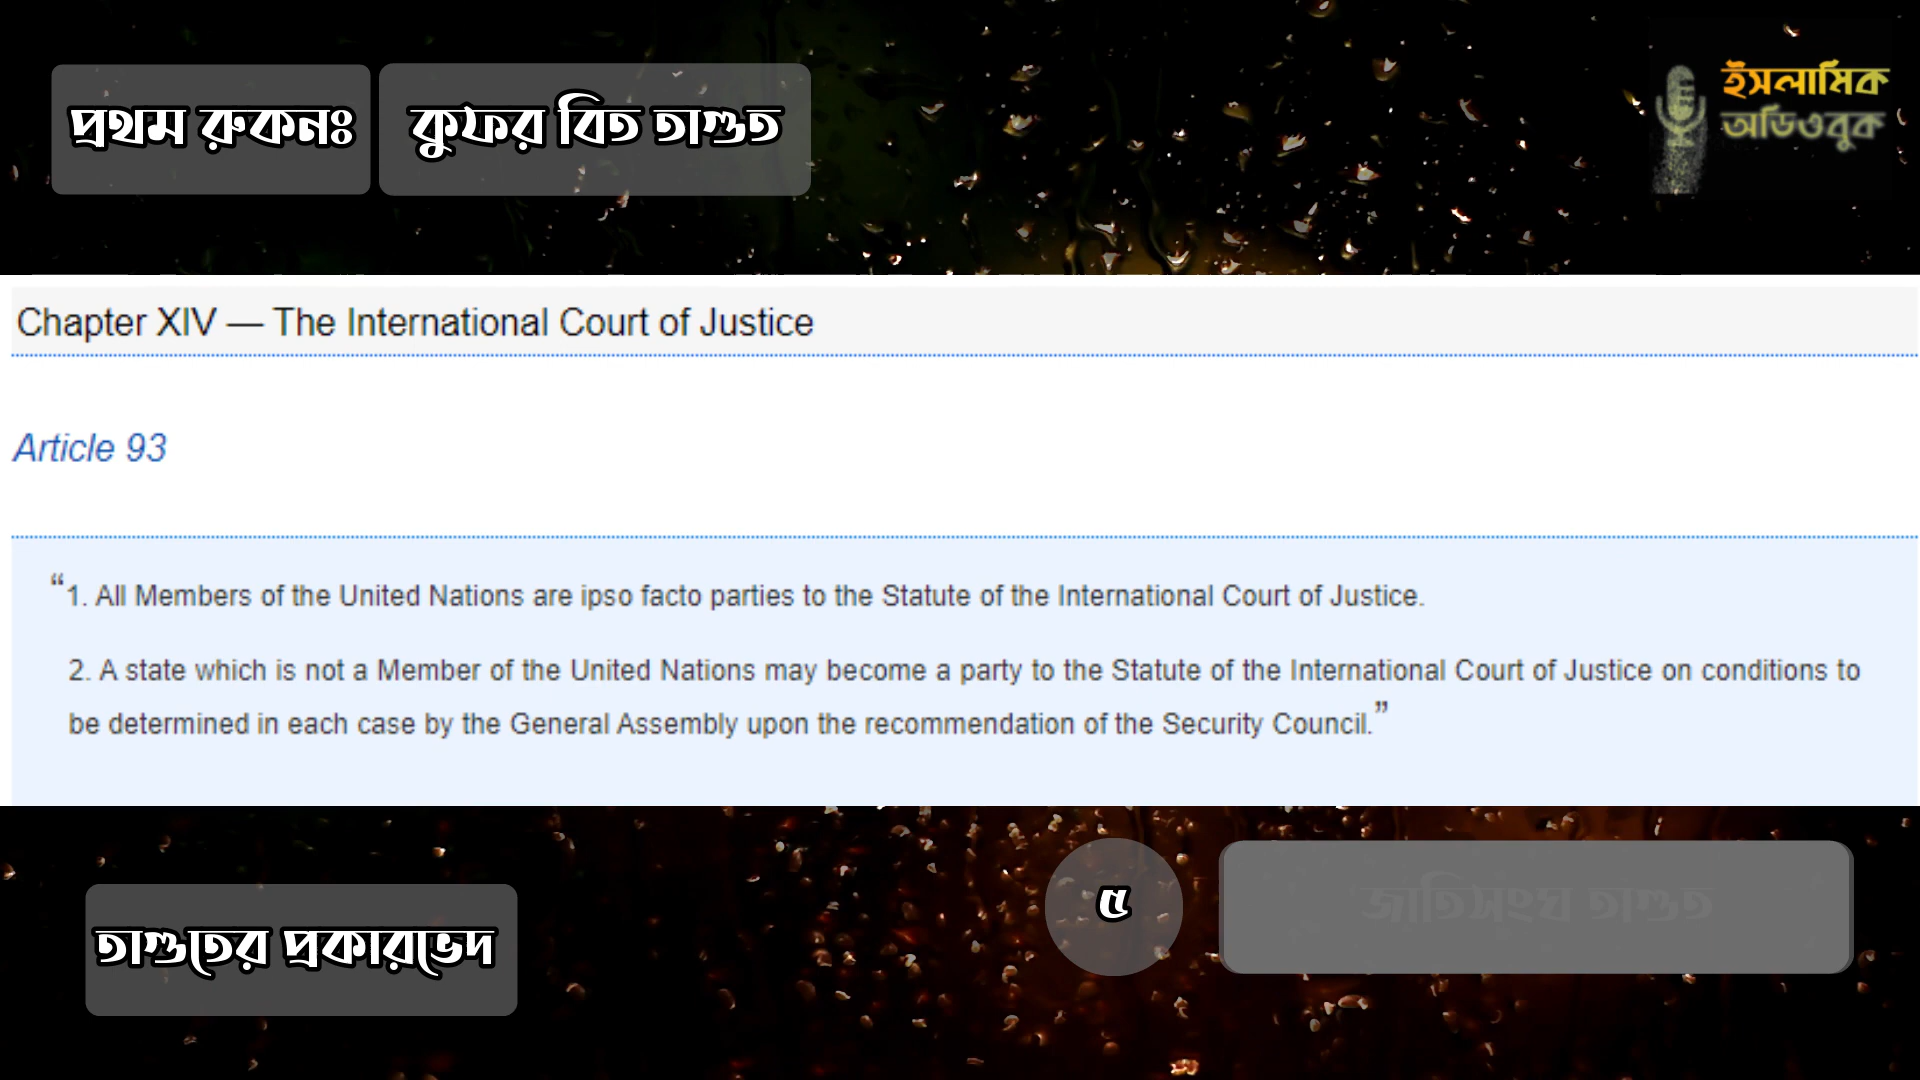 প্রথম রুকনঃ
কুফর বিত তাগুত
ইসলামিক
অডিওবুক
Chapter XIV — The International Court of Justice
Article 93
“1. All Members of the United Nations are ipso facto parties to the Statute of the International Court of Justice.
2. A state which is not a Member of the United Nations may become a party to the Statute of the International Court of Justice on conditions to
be determined in each case by the General Assembly upon the recommendation of the Security Council.”
তাগুতের প্রকারভেদ
৫
জাতিসংঘ তাগুত